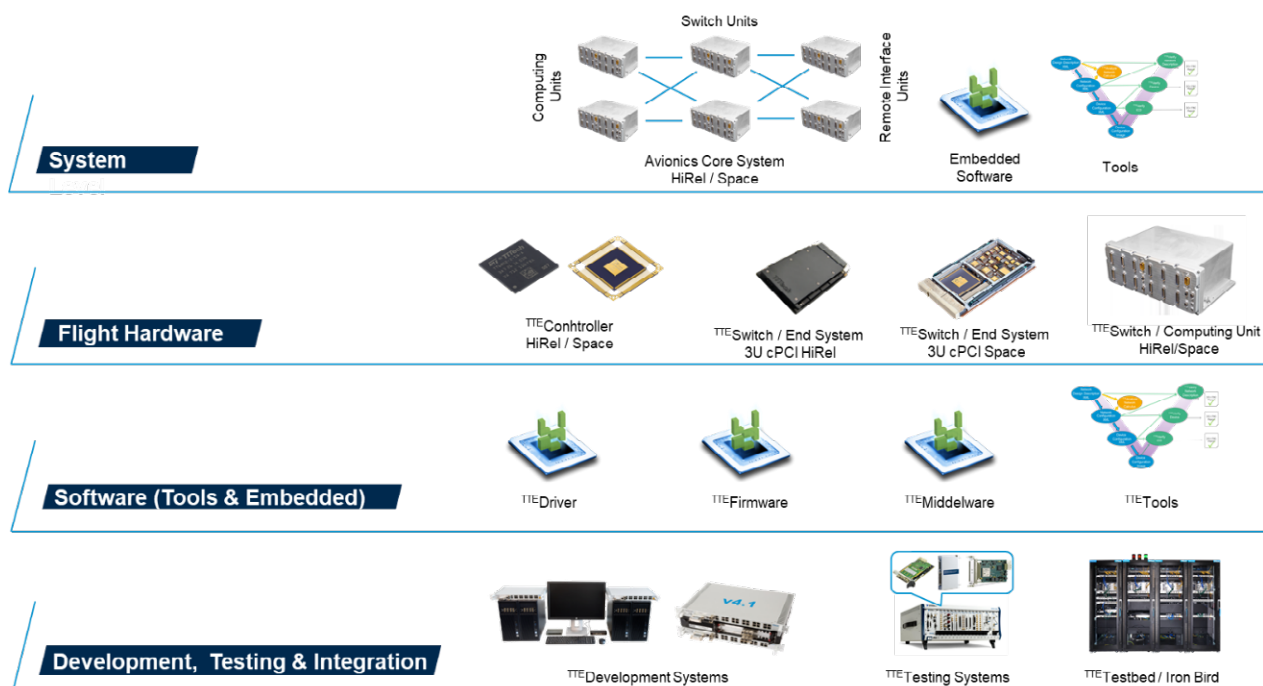 Switch Units
Computing
Units
Remote Interface
Units
Avionics Core System
HiRel / Space
Embedded
Software
Tools
System
TTEConhtroller
HiRel / Space
TTESwitch / End System
3U cPCI HiRel
TTESwitch / End System
3U cPCI Space
TTESwitch / Computing Unit
HiRel/Space
Flight Hardware
TTEDriver
TTEFirmware
TTEMiddelware
TTETools
Software (Tools & Embedded)
v4.1
TTEDevelopment Systems
TTETesting Systems
TTETestbed / Iron Bird
Development, Testing & Integration